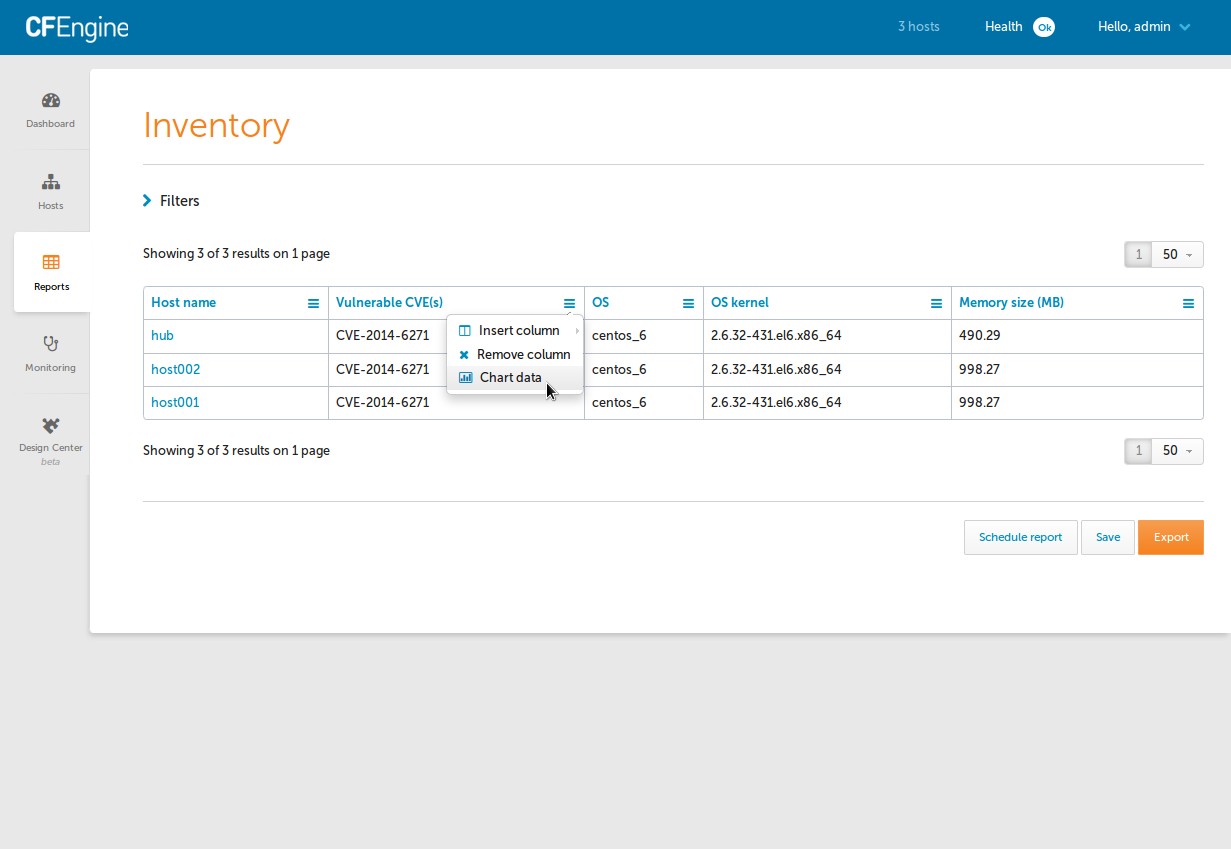 CFEngine
3 hosts Health Ok Hello, admin
Dashboard
Hosts
Reports
Monitoring
Design Center
beta
Inventory
Filters
Showing 3 of 3 results on 1 page 1 50
Host name Vulnerable CVE(s) OS OS kernel Memory size (MB)
hub CVE-2014-6271 centos_6 2.6.32-431.el6.x86_64 490.29
host002 CVE-2014-6271 centos_6 2.6.32-431.el6.x86_64 998.27
host001 CVE-2014-6271 centos_6 2.6.32-431.el6.x86_64 998.27
Insert column
Remove column
Chart data
Showing 3 of 3 results on 1 page 1 50
Schedule report Save Export